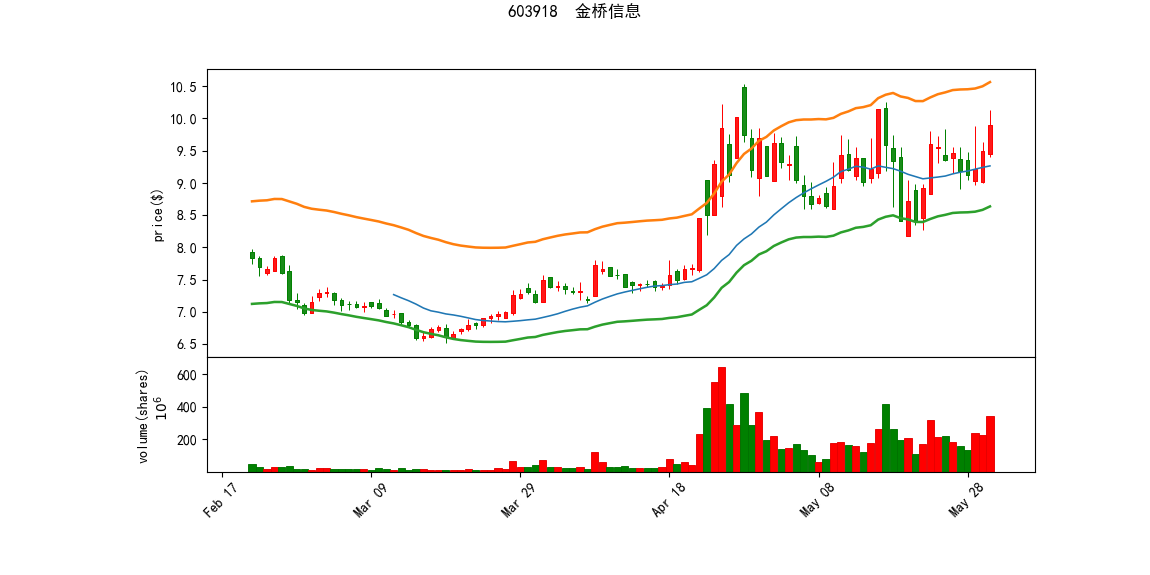 603918 金桥信息
price($)
10.5
10.0
9.5
9.0
8.5
8.0
7.5
7.0
6.5
volume(shares)
10^6
600
400
200
Feb 17
Mar 09
Mar 29
Apr 18
May 08
May 28